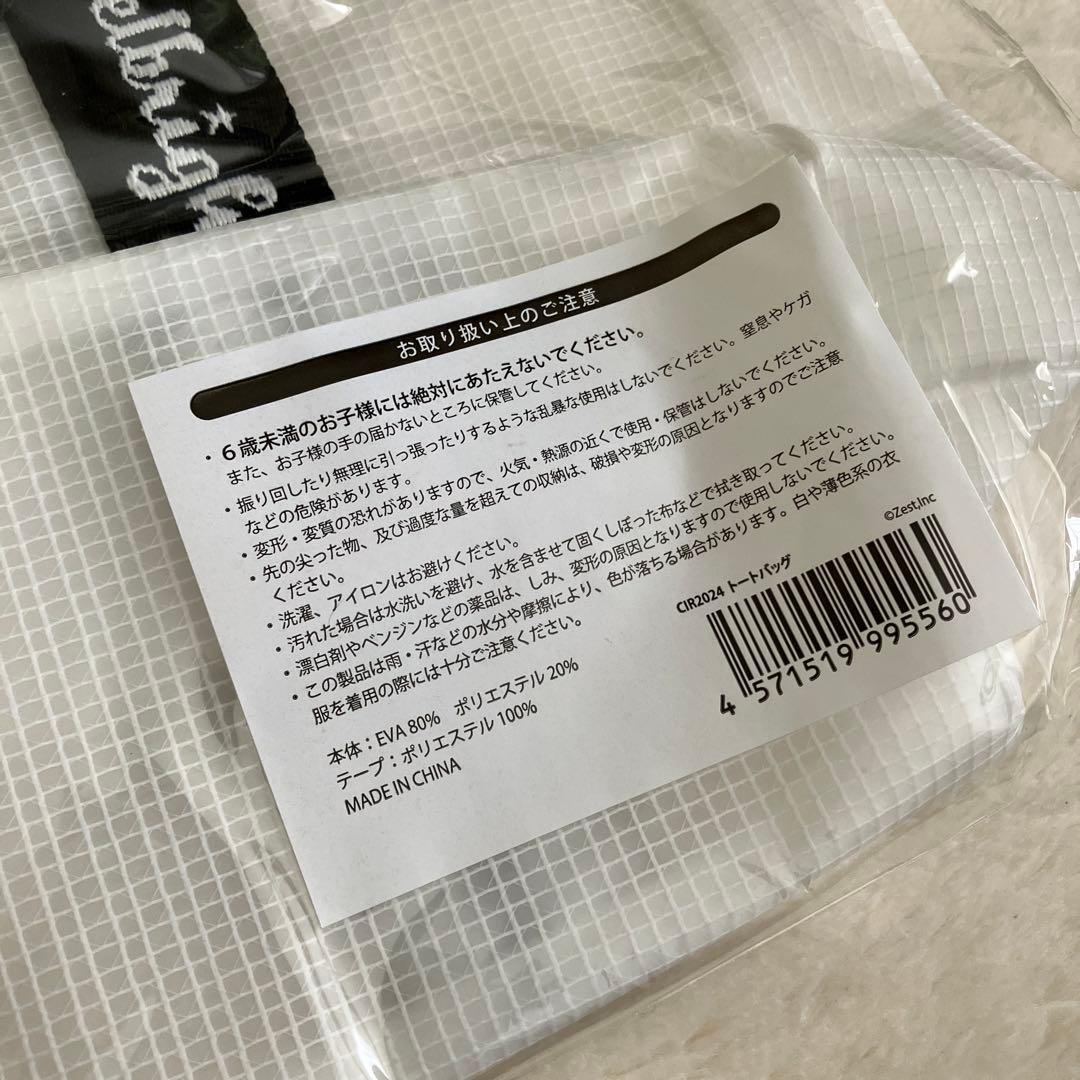 お取り扱い上のご注意
・６歳未満のお子様には絶対にあたえないでください。
また、お子様の手の届かないところに保管してください。
・振り回したり無理に引っ張ったりするような乱暴な使用はしないでください。窒息やケガ
などの危険があります。
・変形・変質の恐れがありますので、火気・熱源の近くで使用・保管はしないでください。
・先の尖った物、及び過度な量を超えての収納は、破損や変形の原因となりますのでご注意
ください。
・洗濯、アイロンはお避けください。
・汚れた場合は水洗いを避け、水を含ませて固くしぼった布などで拭き取ってください。
・漂白剤やベンジンなどの薬品は、しみ、変形の原因となりますので使用しないでください。
・この製品は雨・汗などの水分や摩擦により、色が落ちる場合があります。白や薄色系の衣
服を着用の際には十分ご注意ください。
本体：EVA 80%　ポリエステル 20%
テープ：ポリエステル 100%
MADE IN CHINA
©Zest,Inc
CIR2024 トートバッグ
4 571519 995560